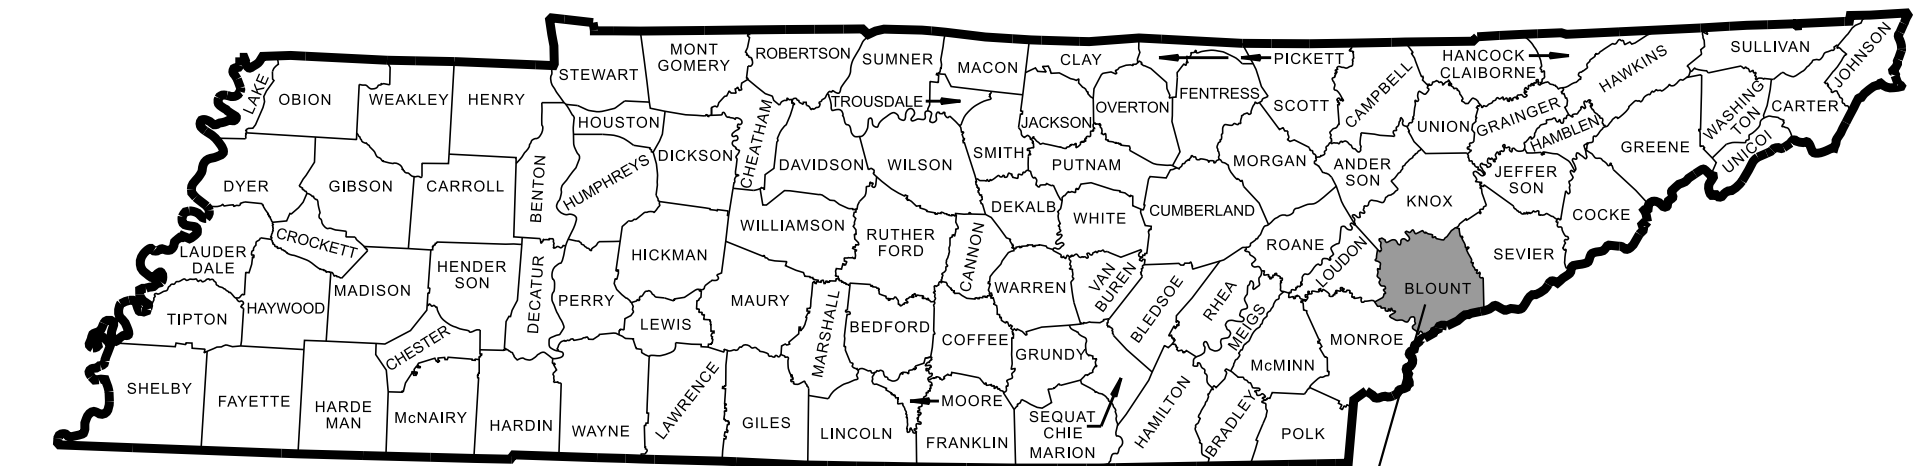 LAKE
OBION
WEAKLEY
HENRY
STEWART
MONT
GOMERY
ROBERTSON
SUMNER
MACON
CLAY
PICKETT
HANCOCK
CLAIBORNE
HAWKINS
SULLIVAN
JOHNSON
TROUSDALE
HOUSTON
DICKSON
CHEATHAM
DAVIDSON
WILSON
SMITH
JACKSON
OVERTON
FENTRESS
SCOTT
CAMPBELL
UNION
GRAINGER
HAMBLEN
GREENE
WASHING
TON
UNICOI
CARTER
DYER
GIBSON
CARROLL
BENTON
HUMPHREYS
WILLIAMSON
RUTHER
FORD
CANNON
DEKALB
PUTNAM
WHITE
CUMBERLAND
MORGAN
ANDER
SON
KNOX
JEFFER
SON
COCKE
SEVIER
LAUDER
DALE
CROCKETT
HAYWOOD
MADISON
HENDER
SON
DECATUR
PERRY
HICKMAN
LEWIS
MAURY
MARSHALL
BEDFORD
COFFEE
WARREN
VAN
BUREN
BLEDSOE
RHEA
MEIGS
ROANE
LOUDON
BLOUNT
TIPTON
SHELBY
FAYETTE
HARDE
MAN
CHESTER
McNAIRY
HARDIN
WAYNE
LAWRENCE
GILES
LINCOLN
MOORE
FRANKLIN
GRUNDY
SEQUAT
CHIE
MARION
HAMILTON
BRADLEY
McMINN
MONROE
POLK